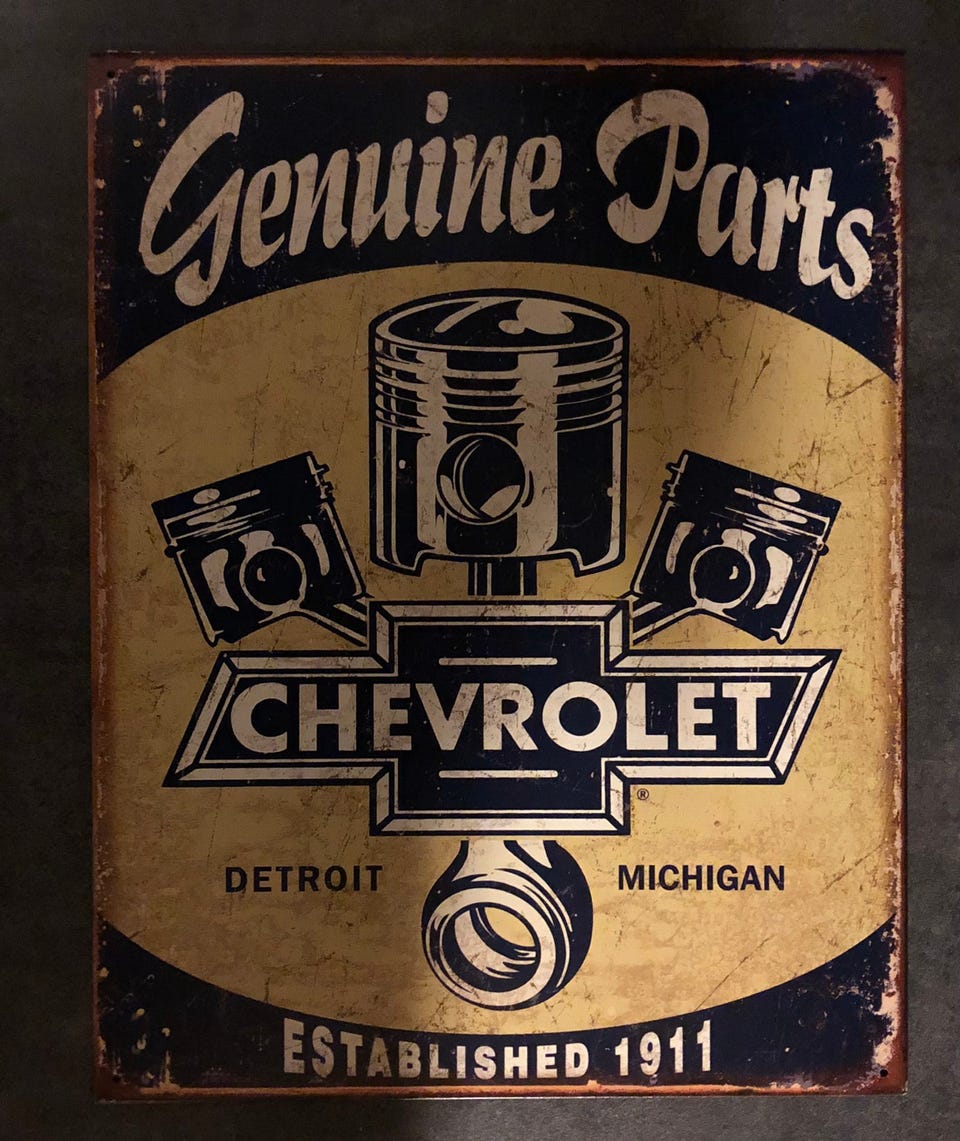 Genuine Parts
CHEVROLET
®
DETROIT MICHIGAN
ESTABLISHED 1911